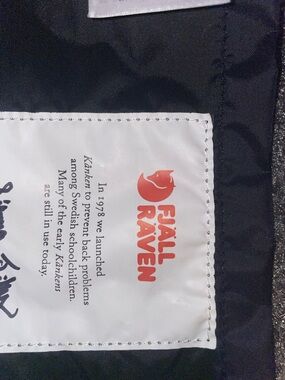 FJÄLL
RÄVEN
In 1978 we launched
Kånken to prevent back problems
among Swedish schoolchildren.
Many of the early Kånkens
are still in use today.